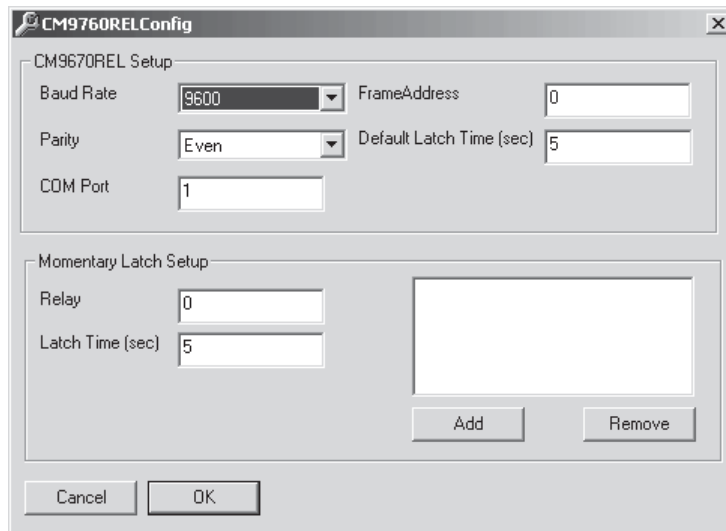 CM9760RELConfig
CM9670REL Setup
Baud Rate 9600 FrameAddress 0
Parity Even Default Latch Time (sec) 5
COM Port 1
Momentary Latch Setup
Relay 0
Latch Time (sec) 5
Add Remove
Cancel OK